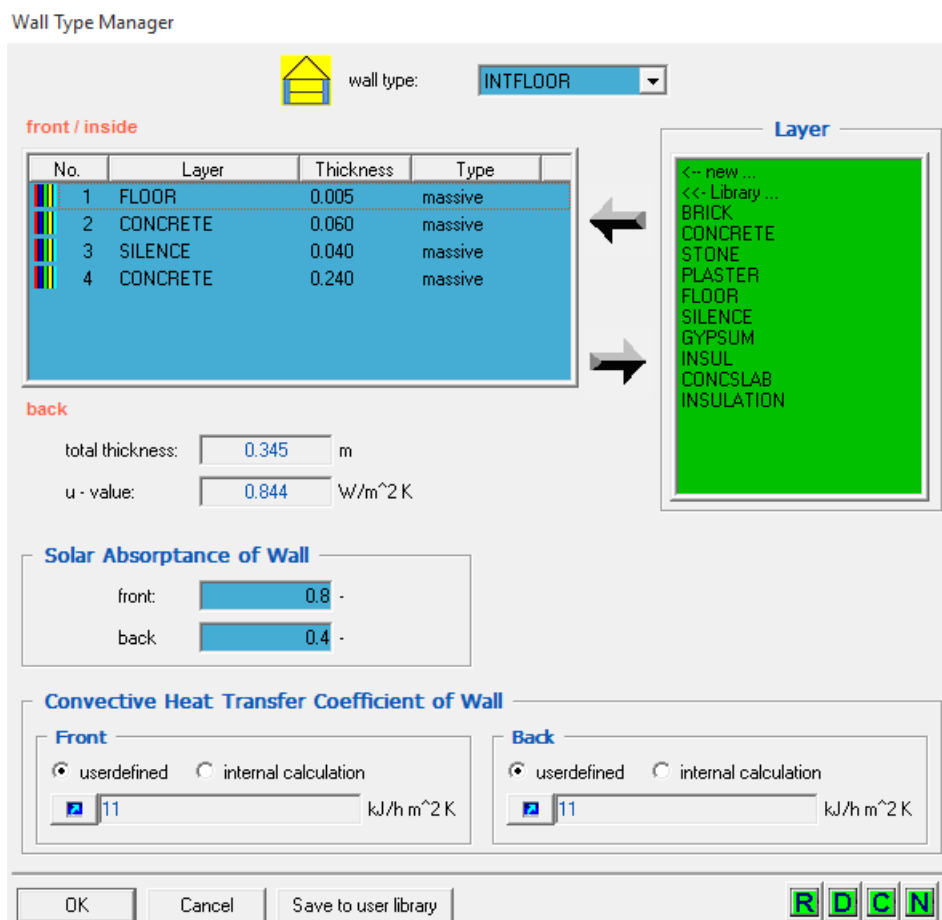 Wall Type Manager
wall type: INTFLOOR
front / inside
No. Layer Thickness Type
1 FLOOR 0.005 massive
2 CONCRETE 0.060 massive
3 SILENCE 0.040 massive
4 CONCRETE 0.240 massive
Layer
<-- new ...
<<- Library ...
BRICK
CONCRETE
STONE
PLASTER
FLOOR
SILENCE
GYPSUM
INSUL
CONCSLAB
INSULATION
back
total thickness: 0.345 m
u - value: 0.844 W/m^2 K
Solar Absorptance of Wall
front: 0.8 -
back 0.4 -
Convective Heat Transfer Coefficient of Wall
Front
userdefined internal calculation
11 kJ/h m^2 K
Back
userdefined internal calculation
11 kJ/h m^2 K
OK Cancel Save to user library R D C N